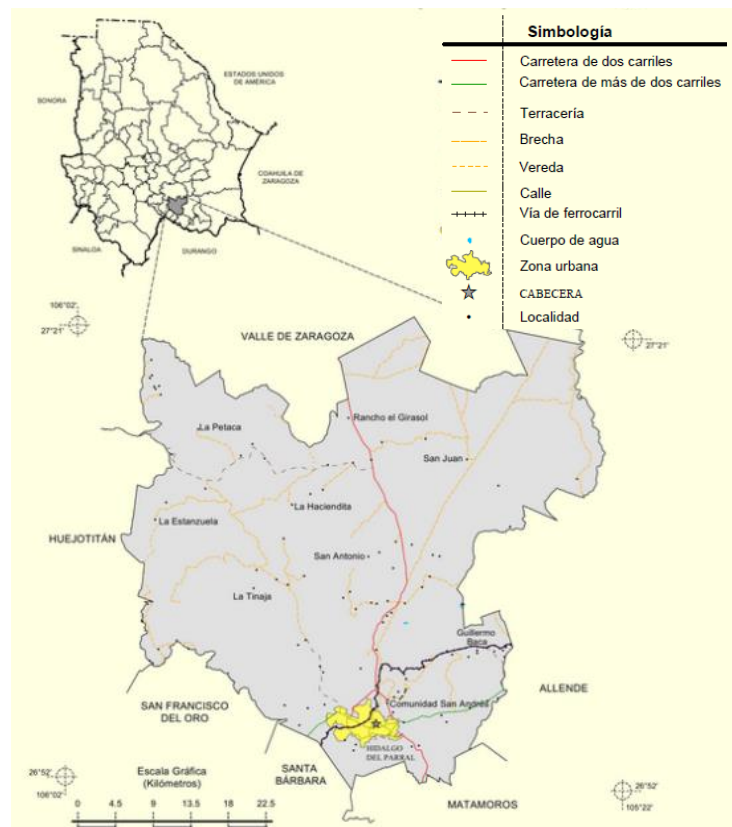 Simbología
Carretera de dos carriles
Carretera de más de dos carriles
Terracería
Brecha
Vereda
Calle
Vía de ferrocarril
Cuerpo de agua
Zona urbana
CABECERA
Localidad
ESTADOS UNIDOS
DE AMÉRICA
SONORA
COAHUILA DE
ZARAGOZA
SINALOA
DURANGO
106°02'
27°21'
VALLE DE ZARAGOZA
27°21'
Rancho el Girasol
La Petaca
San Juan
La Haciendita
La Estanzuela
HUEJOTITÁN
San Antonio
La Tinaja
Guillermo
Baca
ALLENDE
SAN FRANCISCO
DEL ORO
Comunidad San Andrés
HIDALGO
DEL PARRAL
SANTA
BÁRBARA
MATAMOROS
26°52'
106°02'
Escala Gráfica
(Kilómetros)
0 4.5 9 13.5 18 22.5
26°52'
105°22'